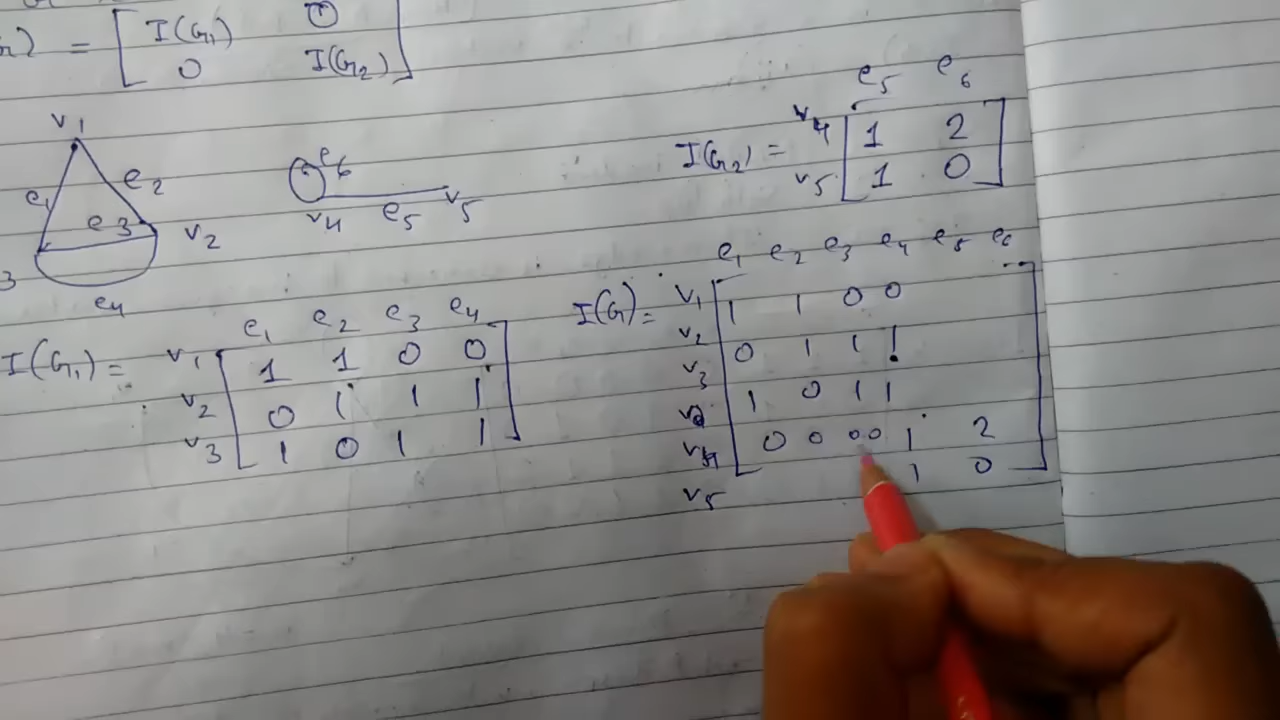 ) = [ I(G1) 0
0 I(G2) ]
v1
e1 e2
e3 v2
3
e4
e6
v4 e5 v5
e5 e6
I(G2) = v4 [ 1 2
v5 1 0 ]
e1 e2 e3 e4
I(G1) = v1 [ 1 1 0 0
v2 0 1 1 1
v3 1 0 1 1 ]
e1 e2 e3 e4 e5 e6
I(G) = v1 [ 1 1 0 0
v2 0 1 1 1
v3 1 0 1 1
v4 0 0 0 0 1 2
v5 1 0 ]